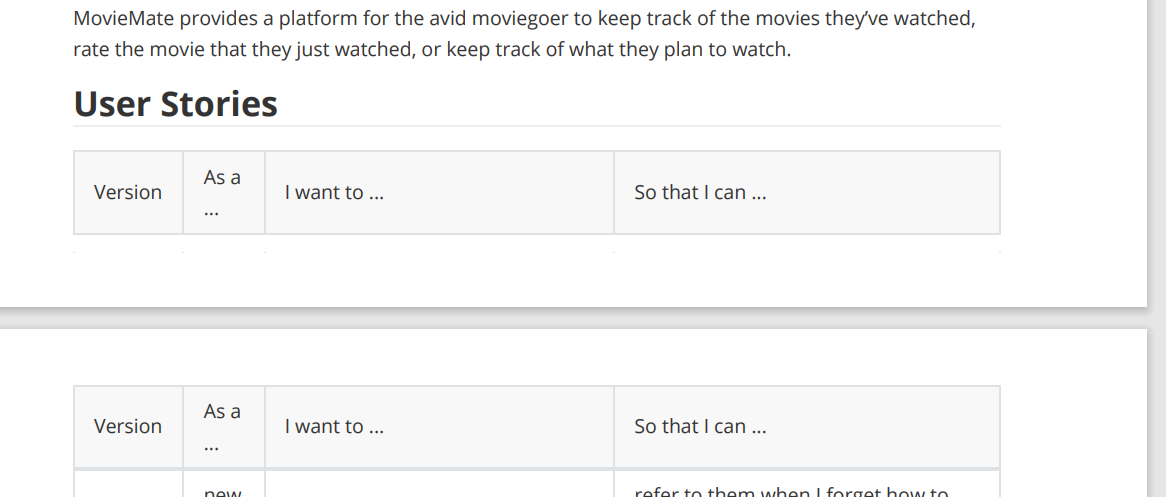 MovieMate provides a platform for the avid moviegoer to keep track of the movies they’ve watched,
rate the movie that they just watched, or keep track of what they plan to watch.
User Stories
Version
As a
...
I want to ...
So that I can ...
Version
As a
...
I want to ...
So that I can ...
new
refer to them when I forget how to